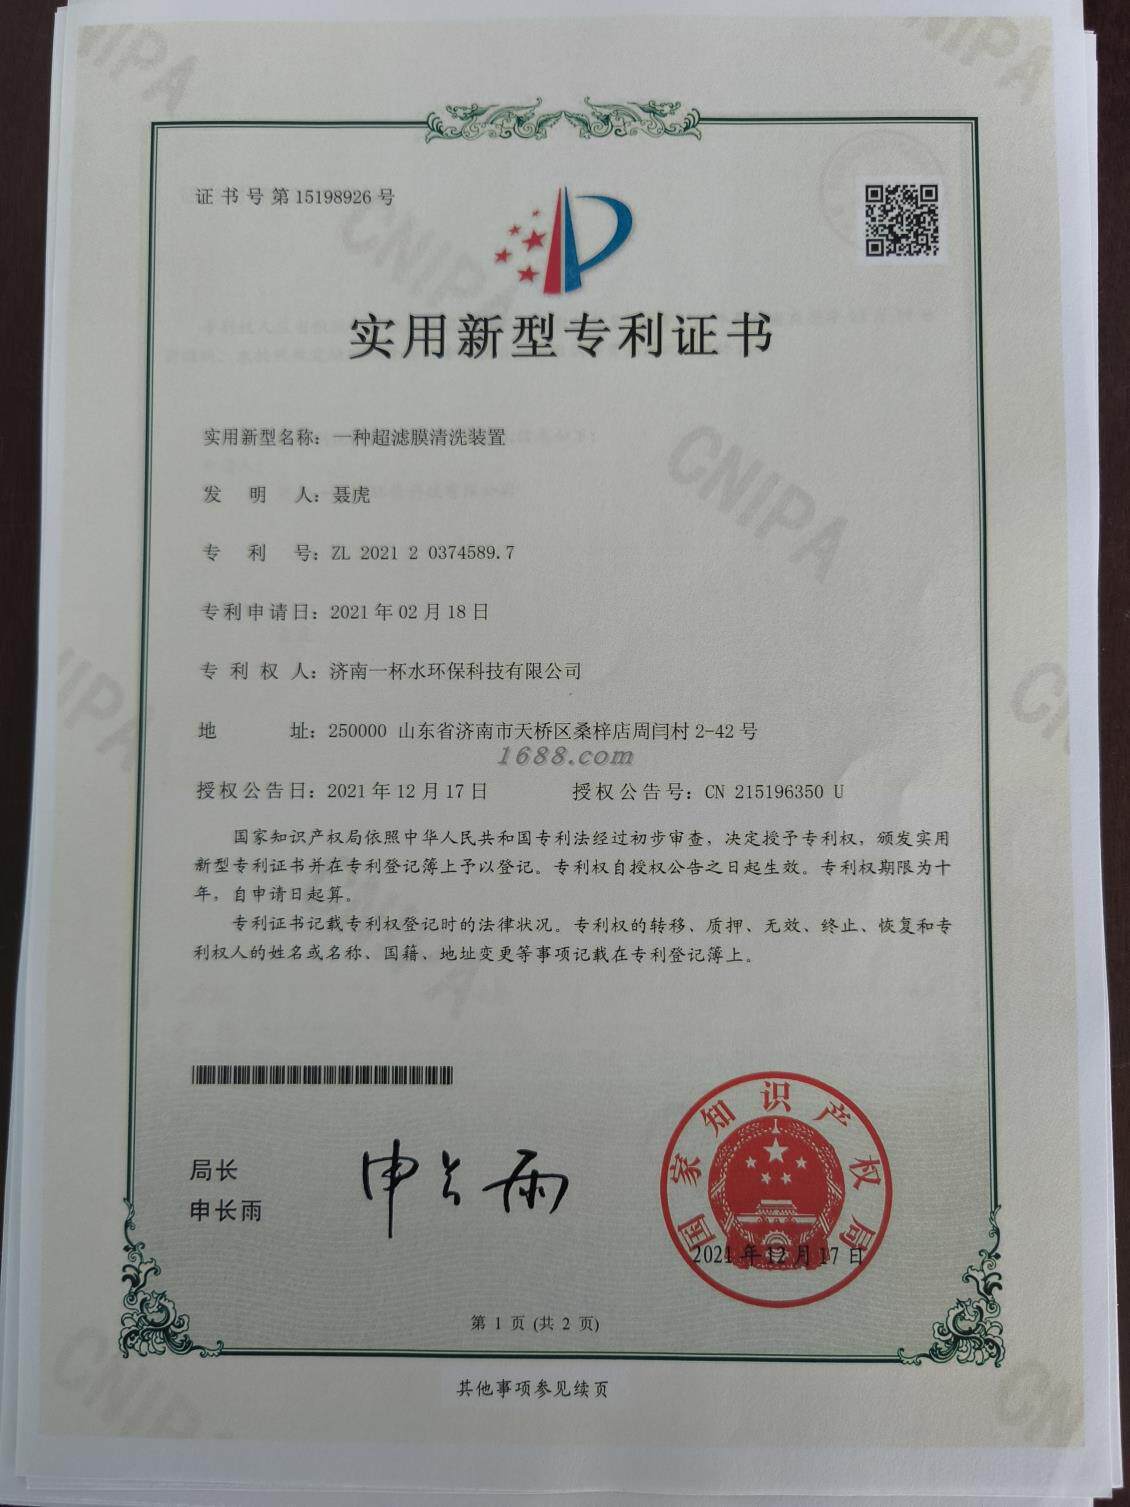 证书号第15198926号
实用新型专利证书
实用新型名称：一种超滤膜清洗装置
发明人：聂虎
专利号：ZL 2021 2 0374589.7
专利申请日：2021年02月18日
专利权人：济南一杯水环保科技有限公司
地址：250000 山东省济南市天桥区桑梓店周闫村2-42号
1688.com
授权公告日：2021年12月17日 授权公告号：CN 215196350 U
国家知识产权局依照中华人民共和国专利法经过初步审查，决定授予专利权，颁发实用
新型专利证书并在专利登记簿上予以登记。专利权自授权公告之日起生效。专利权期限为十
年，自申请日起算。
专利证书记载专利权登记时的法律状况。专利权的转移、质押、无效、终止、恢复和专
利权人的姓名或名称、国籍、地址变更等事项记载在专利登记簿上。
局长
申长雨
申长雨
国家知识产权局
2021年12月17日
第 1 页 (共 2 页)
其他事项参见续页
CNIPA
CNIPA
CNIPA
CNIPA
CNIPA